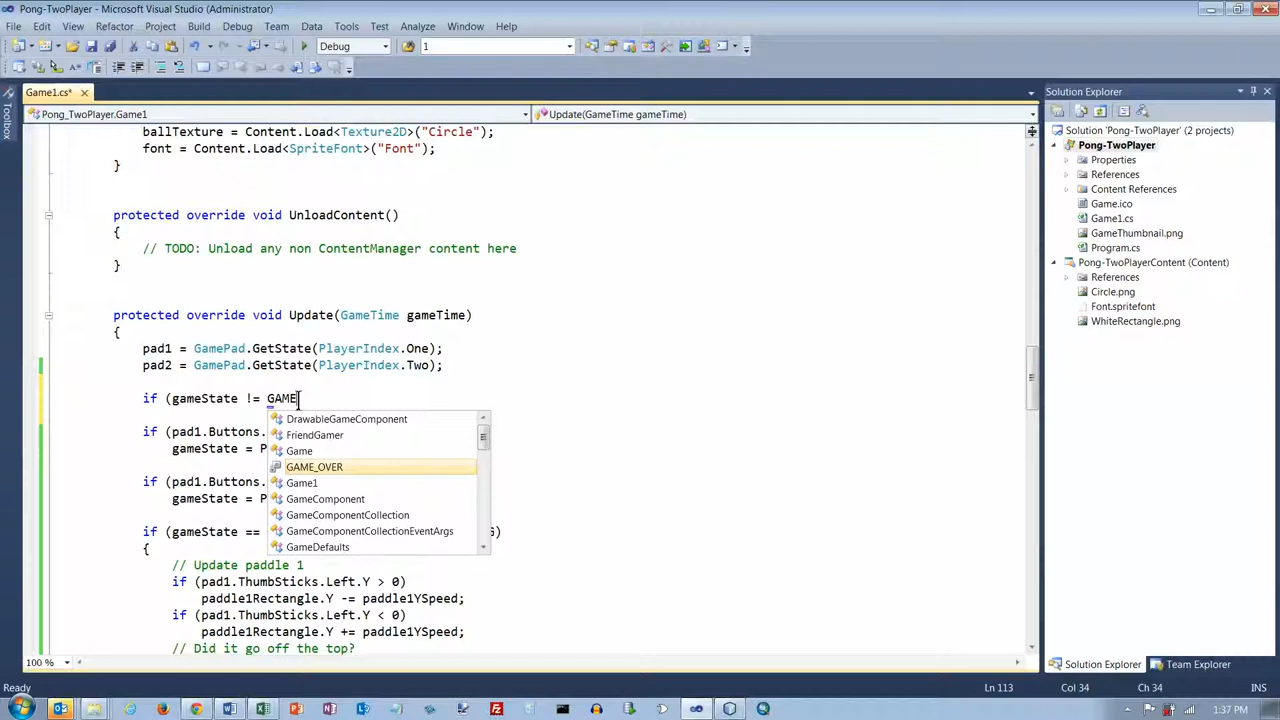 Pong-TwoPlayer - Microsoft Visual Studio (Administrator)
File Edit View Refactor Project Build Debug Team Data Tools Test Analyze Window Help
Debug 1
Game1.cs* Solution Explorer
Pong_TwoPlayer.Game1 Update(GameTime gameTime)
Toolbox
ballTexture = Content.Load<Texture2D>("Circle");
font = Content.Load<SpriteFont>("Font");
}
protected override void UnloadContent()
{
// TODO: Unload any non ContentManager content here
}
protected override void Update(GameTime gameTime)
{
pad1 = GamePad.GetState(PlayerIndex.One);
pad2 = GamePad.GetState(PlayerIndex.Two);
if (gameState != GAME
if (pad1.Buttons.
gameState = P
if (pad1.Buttons.
gameState = P
if (gameState == G)
{
// Update paddle 1
if (pad1.ThumbSticks.Left.Y > 0)
paddle1Rectangle.Y -= paddle1YSpeed;
if (pad1.ThumbSticks.Left.Y < 0)
paddle1Rectangle.Y += paddle1YSpeed;
// Did it go off the top?
DrawableGameComponent
FriendGamer
Game
GAME_OVER
Game1
GameComponent
GameComponentCollection
GameComponentCollectionEventArgs
GameDefaults
Solution 'Pong-TwoPlayer' (2 projects)
Pong-TwoPlayer
Properties
References
Content References
Game.ico
Game1.cs
GameThumbnail.png
Program.cs
Pong-TwoPlayerContent (Content)
References
Circle.png
Font.spritefont
WhiteRectangle.png
100 %
Solution Explorer Team Explorer
Ready Ln 113 Col 34 Ch 34 INS
1:37 PM